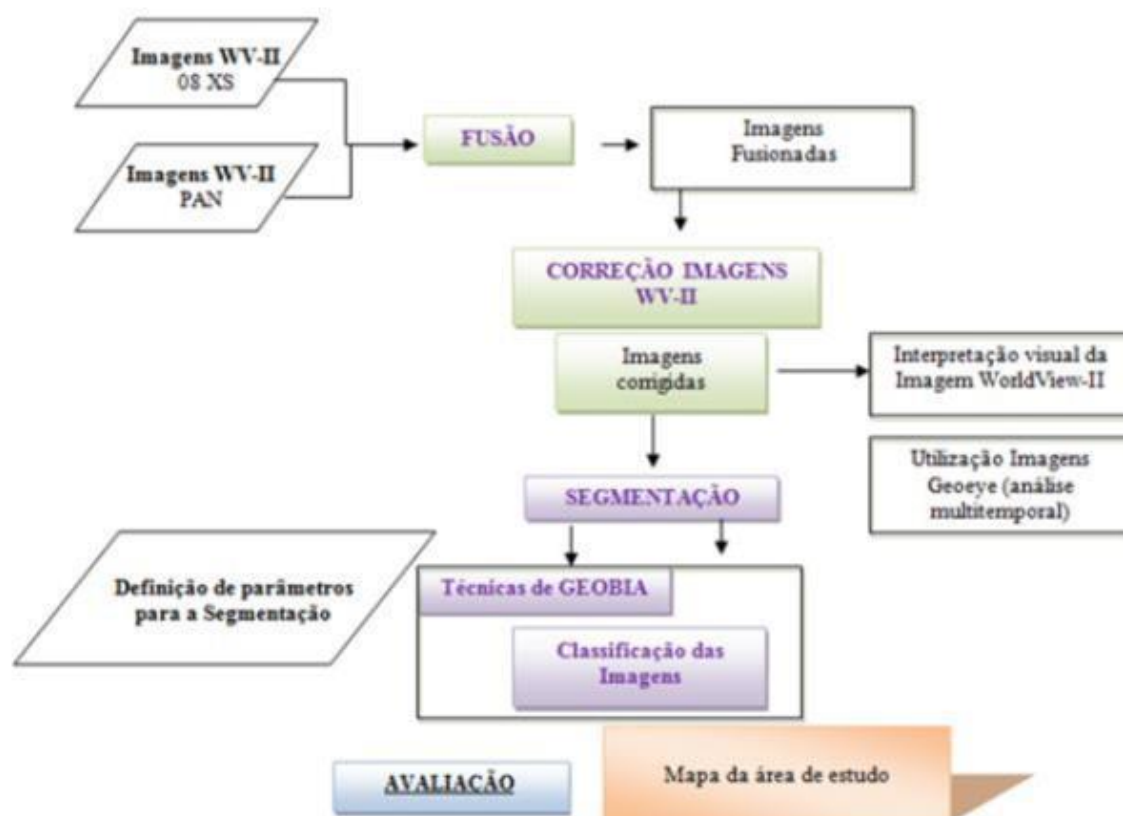 Imagens WV-II
08 XS
Imagens WV-II
PAN
FUSÃO
Imagens
Fusionadas
CORREÇÃO IMAGENS
WV-II
Imagens
corrigidas
Interpretação visual da
Imagem WorldView-II
Utilização Imagens
Geoeye (análise
multitemporal)
SEGMENTAÇÃO
Definição de parâmetros
para a Segmentação
Técnicas de GEOBIA
Classificação das
Imagens
AVALIAÇÃO
Mapa da área de estudo